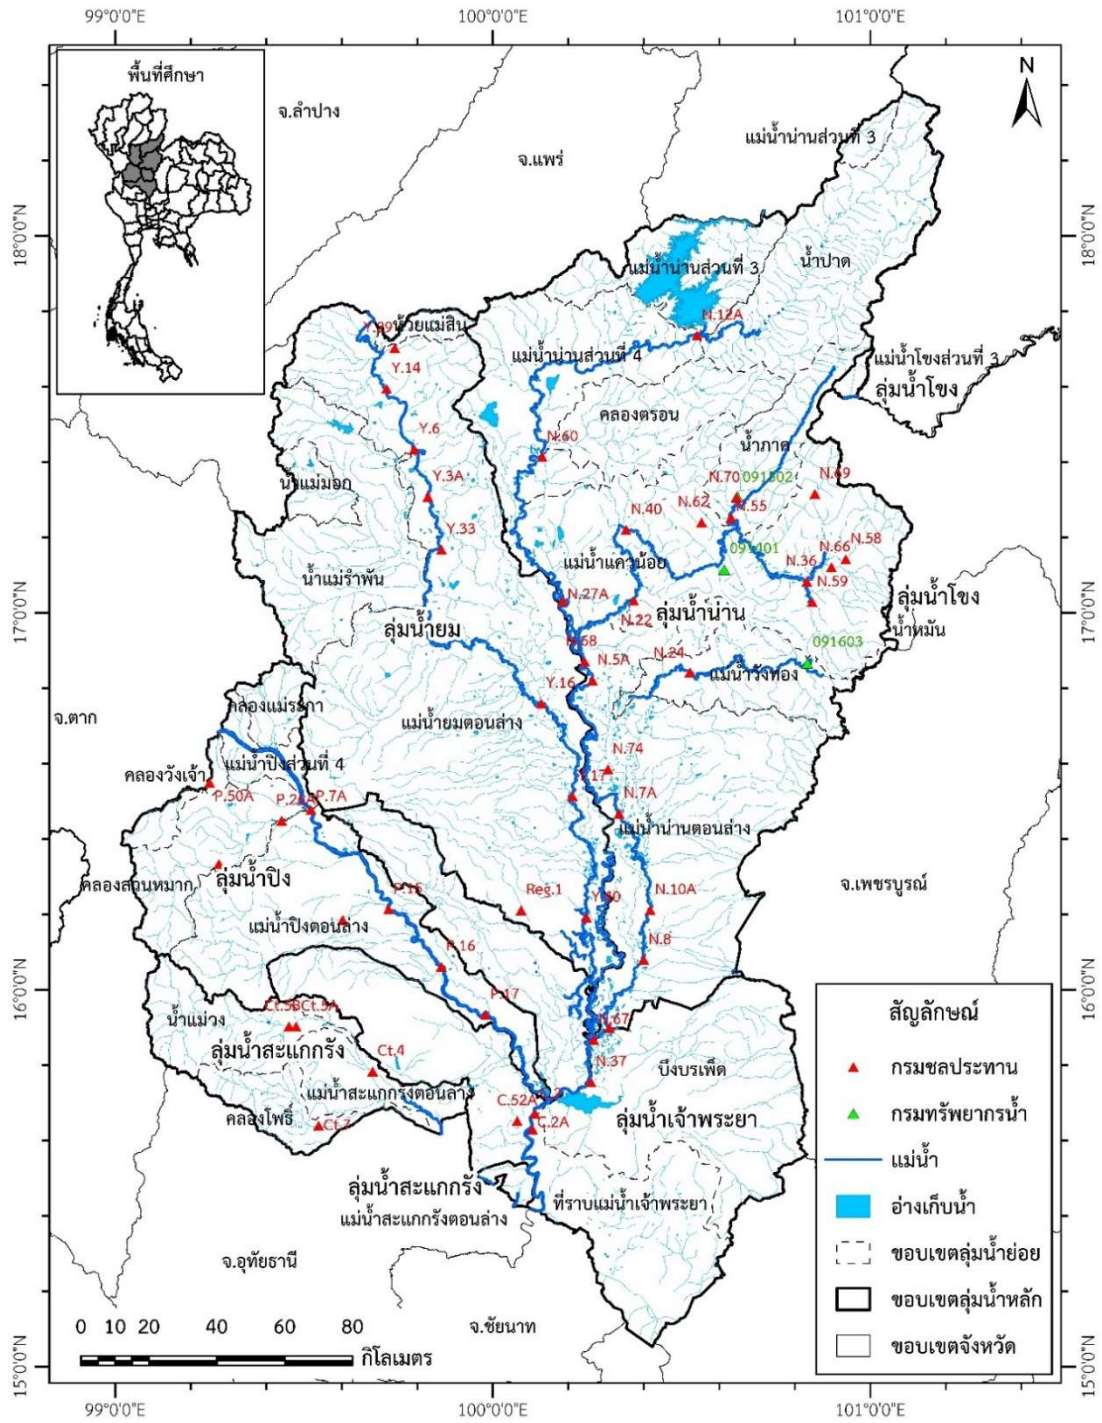 99°0'0"E
100°0'0"E
101°0'0"E
พื้นที่ศึกษา
จ.ลำปาง
จ.แพร่
แม่น้ำน่านส่วนที่ 3
N
18°0'0"N
18°0'0"N
น้ำปาด
แม่น้ำน่านส่วนที่ 3
N.12A
ห้วยแม่สิน
แม่น้ำน่านส่วนที่ 4
แม่น้ำโขงส่วนที่ 3
ลุ่มน้ำโขง
Y.14
คลองตรอน
Y.6
N.60
น้ำภาค
Y.3A
N.70
N.69
น้ำแม่มอก
N.62
N.55
N.40
Y.33
091401
N.66
N.58
แม่น้ำแควน้อย
N.36
น้ำแม่รำพัน
N.59
N.27A
ลุ่มน้ำโขง
17°0'0"N
17°0'0"N
N.22
ลุ่มน้ำน่าน
ลุ่มน้ำยม
น้ำหมัน
091603
N.5A
N.24
แม่น้ำวังทอง
Y.16
คลองแม่ระกา
จ.ตาก
แม่น้ำยมตอนล่าง
N.74
แม่น้ำปิงส่วนที่ 4
คลองวังเจ้า
P.50A
P.7A
N.7A
แม่น้ำน่านตอนล่าง
คลองสวนหมาก
ลุ่มน้ำปิง
จ.เพชรบูรณ์
P.15
Reg.1
N.10A
แม่น้ำปิงตอนล่าง
N.8
P.16
16°0'0"N
16°0'0"N
P.17
Ct.5A
น้ำแม่วง
N.67
สัญลักษณ์
ลุ่มน้ำสะแกกรัง
Ct.4
N.37
บึงบรเพ็ด
กรมชลประทาน
แม่น้ำสะแกกรังตอนล่าง
C.52A
กรมทรัพยากรน้ำ
คลองโพธิ์
Ct.7
C.2A
ลุ่มน้ำเจ้าพระยา
แม่น้ำ
ลุ่มน้ำสะแกกรัง
ที่ราบแม่น้ำเจ้าพระยา
อ่างเก็บน้ำ
แม่น้ำสะแกกรังตอนล่าง
จ.อุทัยธานี
ขอบเขตลุ่มน้ำย่อย
ขอบเขตลุ่มน้ำหลัก
จ.ชัยนาท
0 10 20 40 60 80
กิโลเมตร
ขอบเขตจังหวัด
15°0'0"N
15°0'0"N
99°0'0"E
100°0'0"E
101°0'0"E